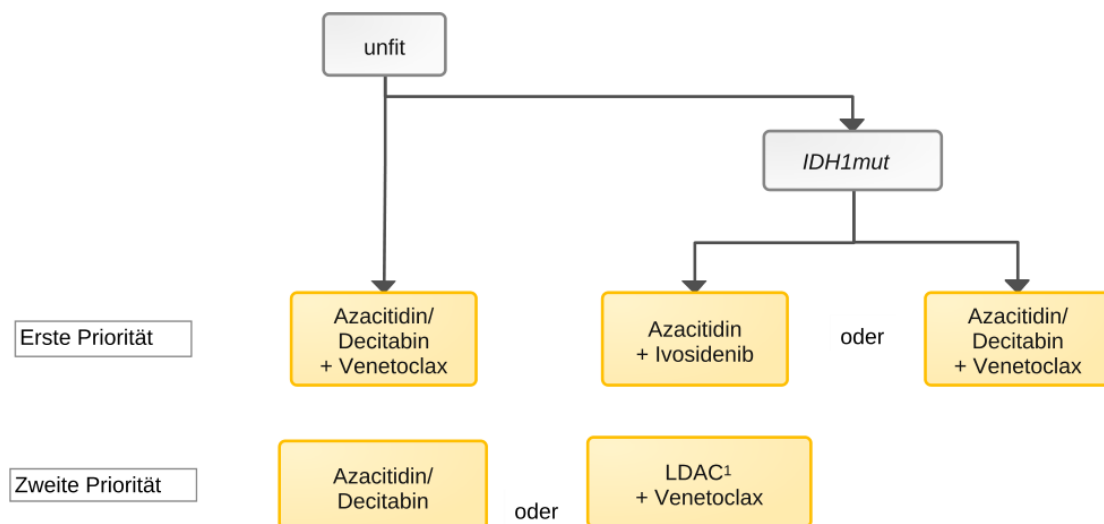 unfit
IDH1mut
Erste Priorität
Azacitidin/
Decitabin
+ Venetoclax
Azacitidin
+ Ivosidenib
oder
Azacitidin/
Decitabin
+ Venetoclax
Zweite Priorität
Azacitidin/
Decitabin
oder
LDAC¹
+ Venetoclax